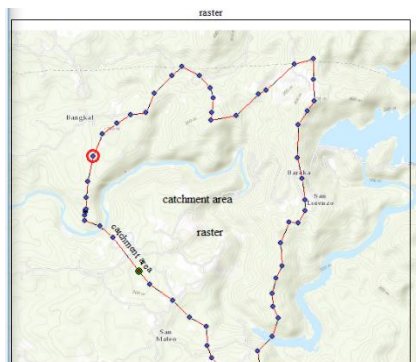 raster
Bangkal
catchment area
Baraka
San
Lorenzo
raster
catchment area
San
Mateo